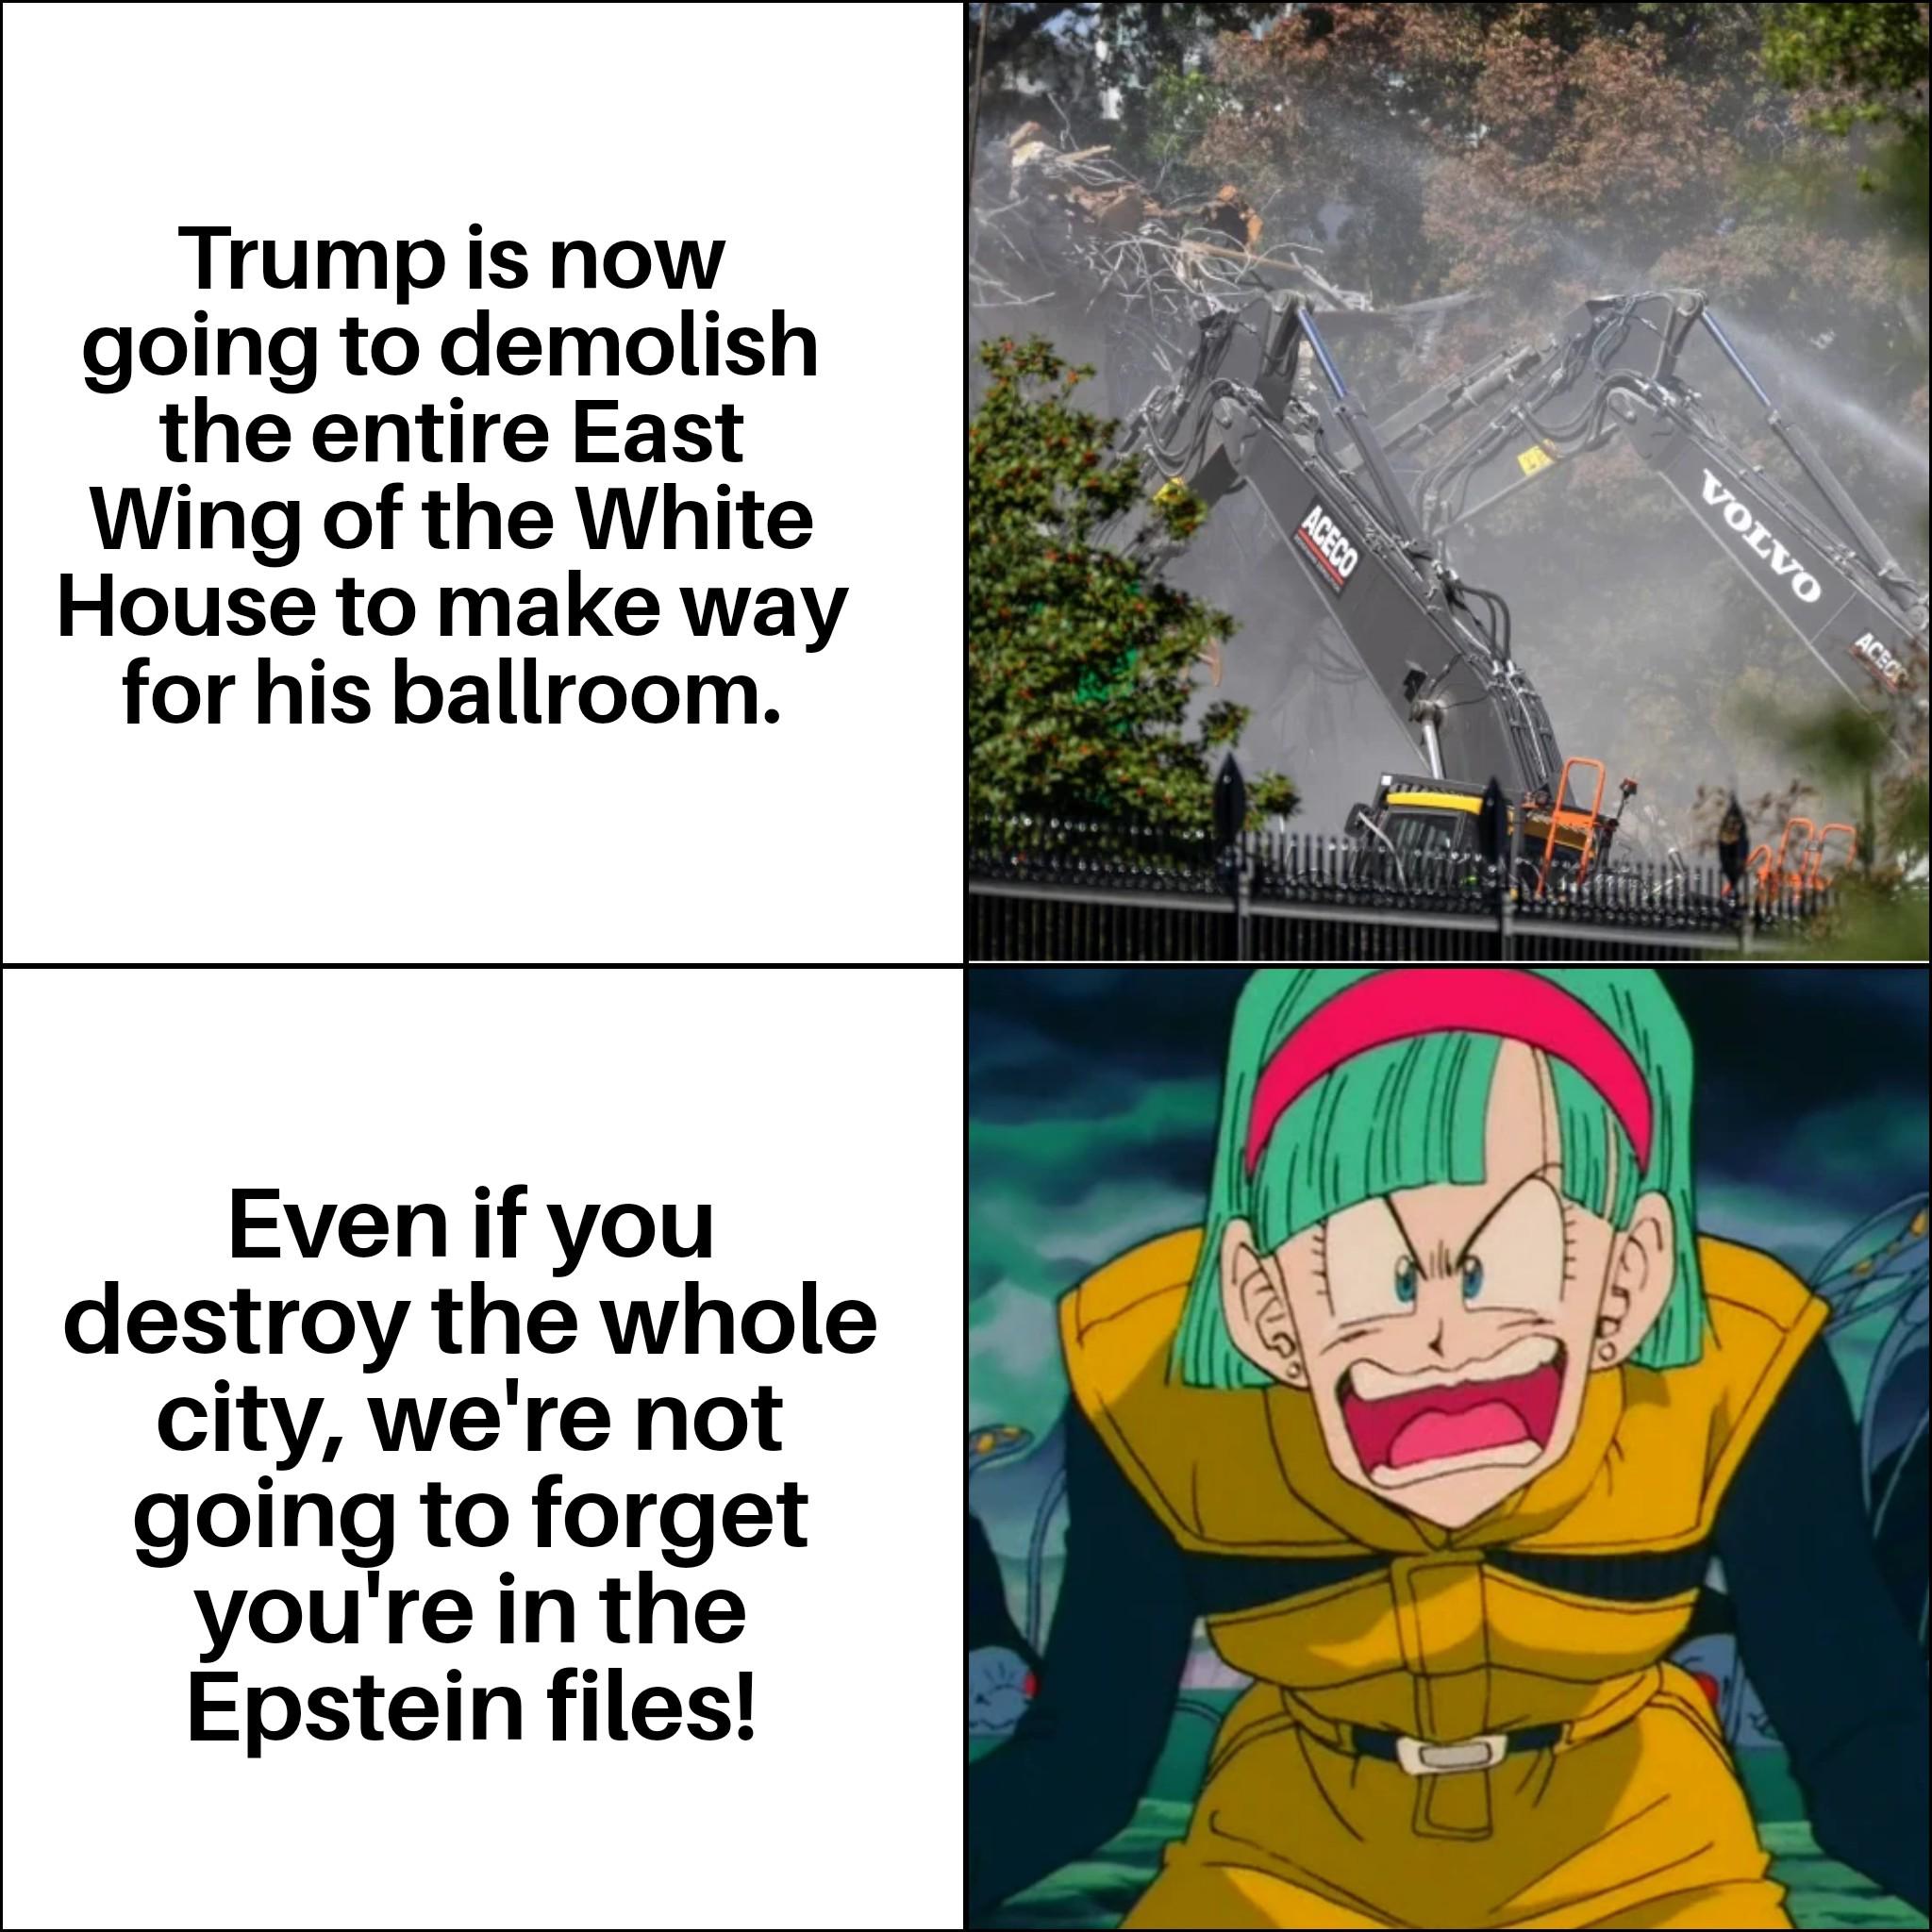 Trump is now
going to demolish
the entire East
Wing of the White
House to make way
for his ballroom.
ACECO
VOLVO
ACECO
Even if you
destroy the whole
city, we're not
going to forget
you're in the
Epstein files!